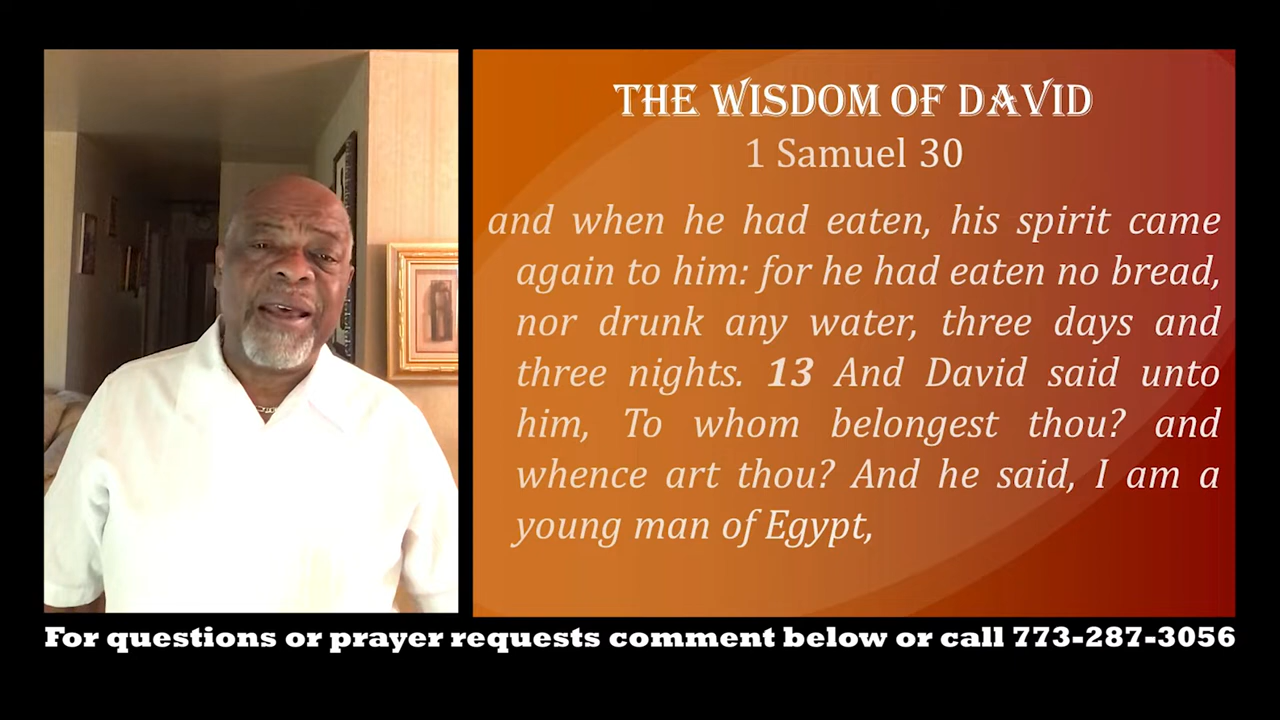 THE WISDOM OF DAVID
1 Samuel 30
and when he had eaten, his spirit came
again to him: for he had eaten no bread,
nor drunk any water, three days and
three nights. 13 And David said unto
him, To whom belongest thou? and
whence art thou? And he said, I am a
young man of Egypt,
For questions or prayer requests comment below or call 773-287-3056